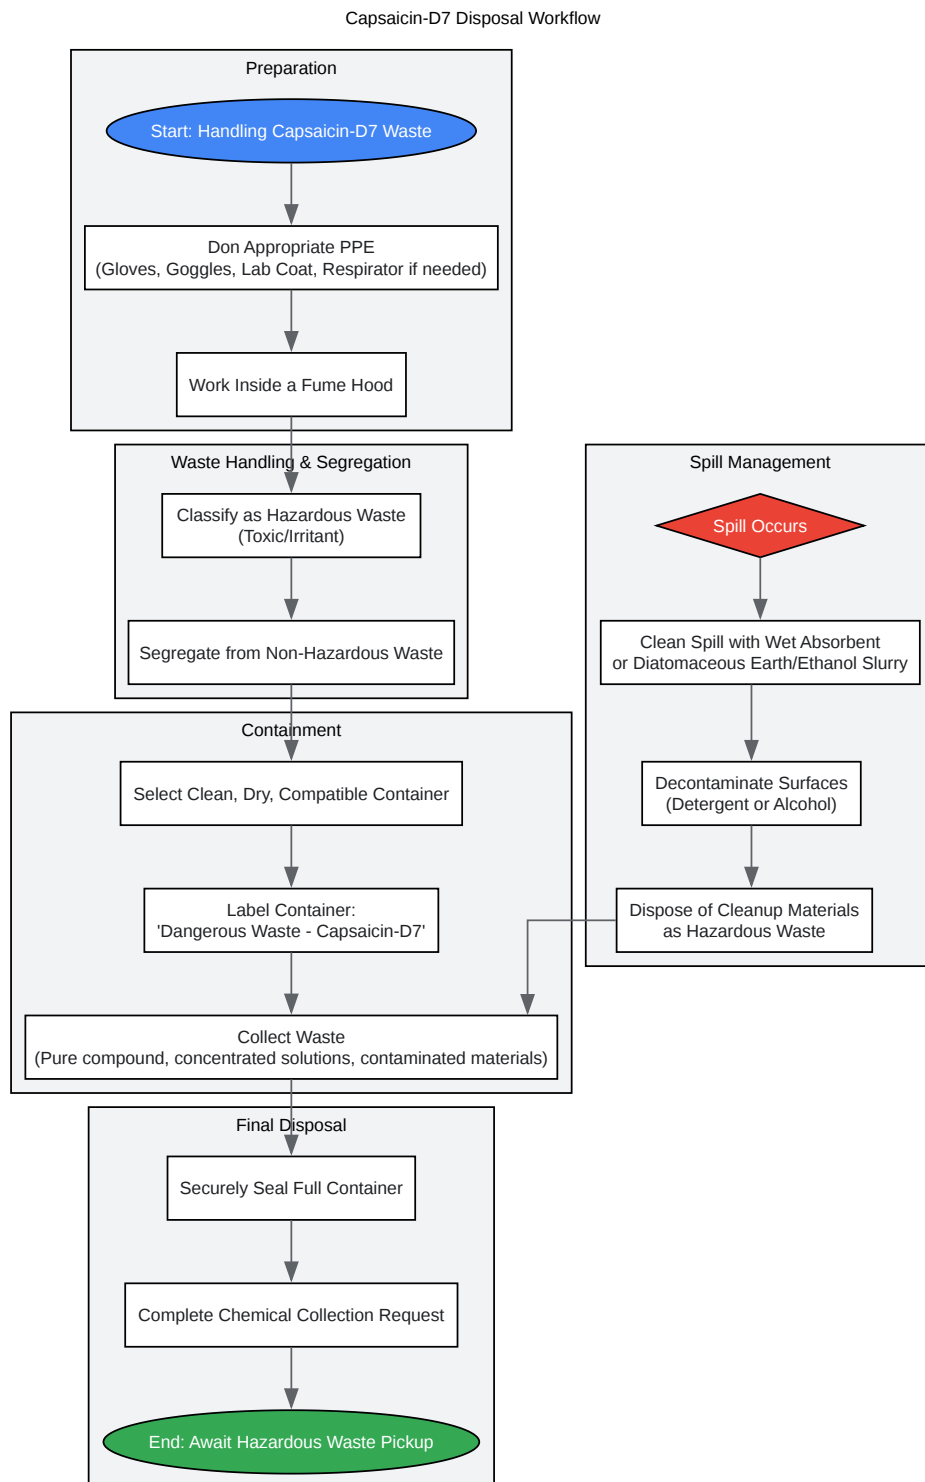 Capsaicin-D7 Disposal Workflow
Preparation
Start: Handling Capsaicin-D7 Waste
Don Appropriate PPE
(Gloves, Goggles, Lab Coat, Respirator if needed)
Work Inside a Fume Hood
Waste Handling & Segregation
Classify as Hazardous Waste
(Toxic/Irritant)
Segregate from Non-Hazardous Waste
Containment
Select Clean, Dry, Compatible Container
Label Container:
'Dangerous Waste - Capsaicin-D7'
Collect Waste
(Pure compound, concentrated solutions, contaminated materials)
Final Disposal
Securely Seal Full Container
Complete Chemical Collection Request
End: Await Hazardous Waste Pickup
Spill Management
Spill Occurs
Clean Spill with Wet Absorbent
or Diatomaceous Earth/Ethanol Slurry
Decontaminate Surfaces
(Detergent or Alcohol)
Dispose of Cleanup Materials
as Hazardous Waste